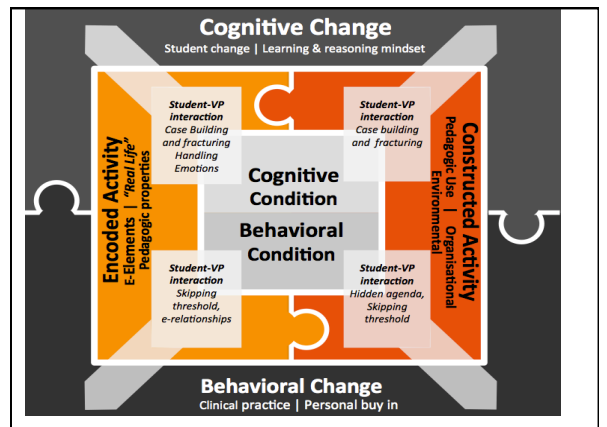 Cognitive Change
Student change | Learning & reasoning mindset
Student-VP
interaction
Case Building
and fracturing
Handling
Emotions
Student-VP
interaction
Case building
and fracturing
Encoded Activity
E-Elements | "Real Life"
Pedagogic properties
Cognitive
Condition
Behavioral
Condition
Constructed Activity
Pedagogic Use | Organisational
Environmental
Student-VP
interaction
Skipping
threshold,
e-relationships
Student-VP
interaction
Hidden agenda,
Skipping
threshold
Behavioral Change
Clinical practice | Personal buy in